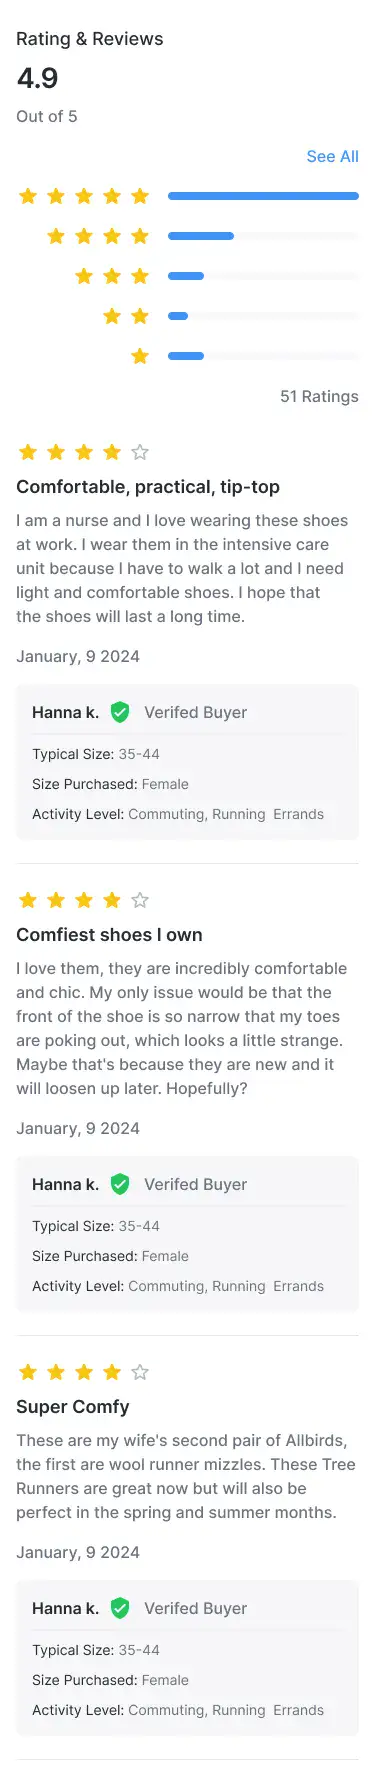 Rating & Reviews
4.9
Out of 5
See All
51 Ratings
Comfortable, practical, tip-top
I am a nurse and I love wearing these shoes
at work. I wear them in the intensive care
unit because I have to walk a lot and I need
light and comfortable shoes. I hope that
the shoes will last a long time.
January, 9 2024
Hanna k. Verifed Buyer
Typical Size: 35-44
Size Purchased: Female
Activity Level: Commuting, Running Errands
Comfiest shoes I own
I love them, they are incredibly comfortable
and chic. My only issue would be that the
front of the shoe is so narrow that my toes
are poking out, which looks a little strange.
Maybe that's because they are new and it
will loosen up later. Hopefully?
January, 9 2024
Hanna k. Verifed Buyer
Typical Size: 35-44
Size Purchased: Female
Activity Level: Commuting, Running Errands
Super Comfy
These are my wife's second pair of Allbirds,
the first are wool runner mizzles. These Tree
Runners are great now but will also be
perfect in the spring and summer months.
January, 9 2024
Hanna k. Verifed Buyer
Typical Size: 35-44
Size Purchased: Female
Activity Level: Commuting, Running Errands